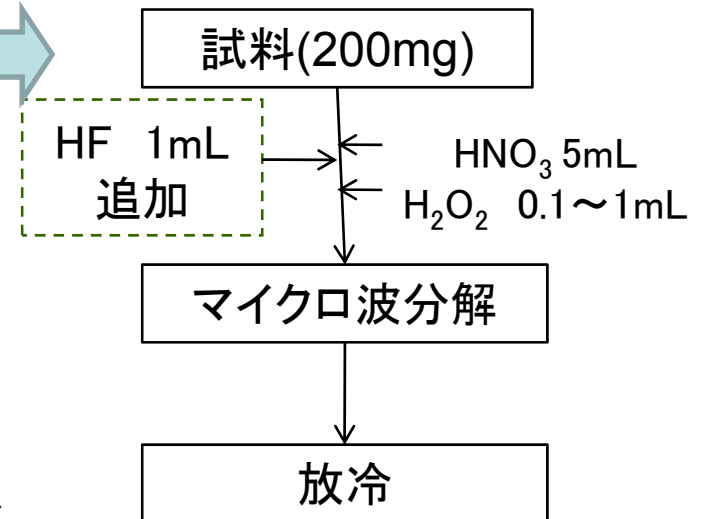 試料(200mg)
HF 1mL
追加
HNO₃ 5mL
H₂O₂ 0.1～1mL
マイクロ波分解
放冷